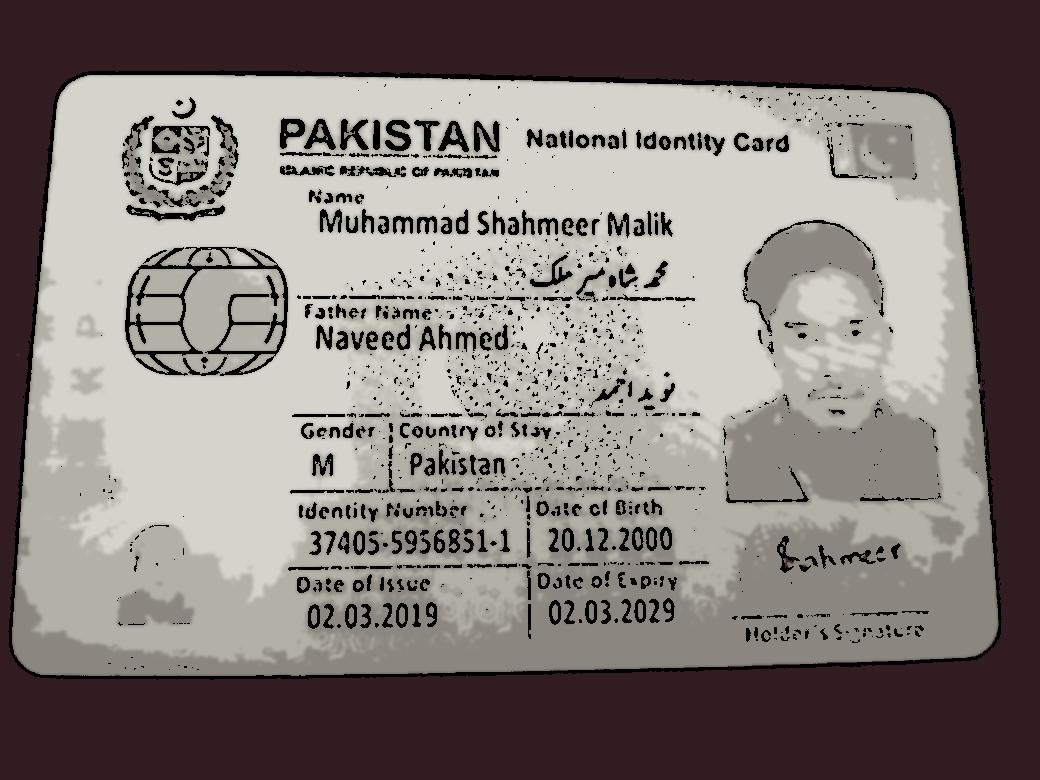 PAKISTAN National Identity Card
ISLAMIC REPUBLIC OF PAKISTAN
Name
Muhammad Shahmeer Malik
محمد شاہ میر ملک
Father Name
Naveed Ahmed
نوید احمد
Gender Country of Stay
M Pakistan
Identity Number Date of Birth
37405-5956851-1 20.12.2000
Date of Issue Date of Expiry
02.03.2019 02.03.2029
Shahmeer
Holder's Signature